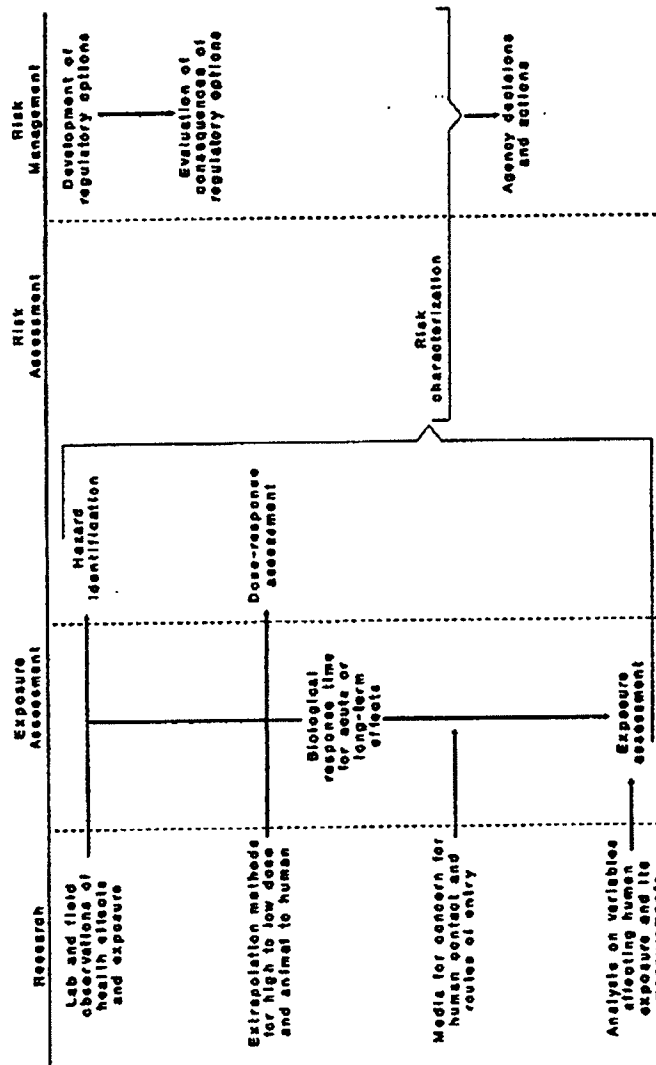 Research
Exposure
Assessment
Risk
Assessment
Risk
Management
Lab and field
observations of
health effects
and exposure
Extrapolation methods
for high to low dose
and animal to human
Media for concern for
human contact and
routes of entry
Analysis on variables
affecting human
exposure and its
Biological
response time
for acute or
long-term
effects
Exposure
assessment
Hazard
identification
Dose-response
assessment
Risk
characterization
Development of
regulatory options
Evaluation of
consequences of
regulatory options
Agency decisions
and actions